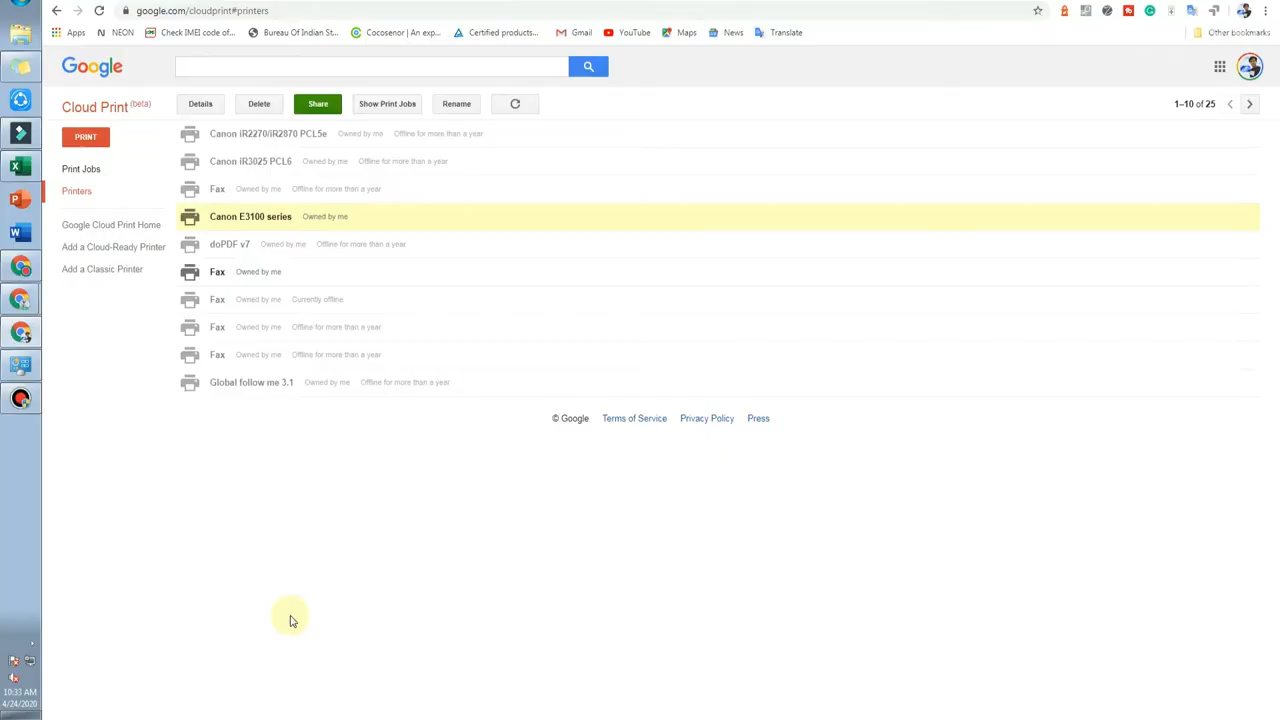 google.com/cloudprint#printers
Apps NEON Check IMEI code of... Bureau Of Indian St... Cocosenor | An exp... Certified products... Gmail YouTube Maps News Translate Other bookmarks
Google
Cloud Print (beta) Details Delete Share Show Print Jobs Rename 1–10 of 25
PRINT
Print Jobs
Printers
Google Cloud Print Home
Add a Cloud-Ready Printer
Add a Classic Printer
Canon iR2270/iR2870 PCL5e Owned by me Offline for more than a year
Canon iR3025 PCL6 Owned by me Offline for more than a year
Fax Owned by me Offline for more than a year
Canon E3100 series Owned by me
doPDF v7 Owned by me Offline for more than a year
Fax Owned by me
Fax Owned by me Currently offline
Fax Owned by me Offline for more than a year
Fax Owned by me Offline for more than a year
Global follow me 3.1 Owned by me Offline for more than a year
© Google Terms of Service Privacy Policy Press
10:33 AM
4/24/2020